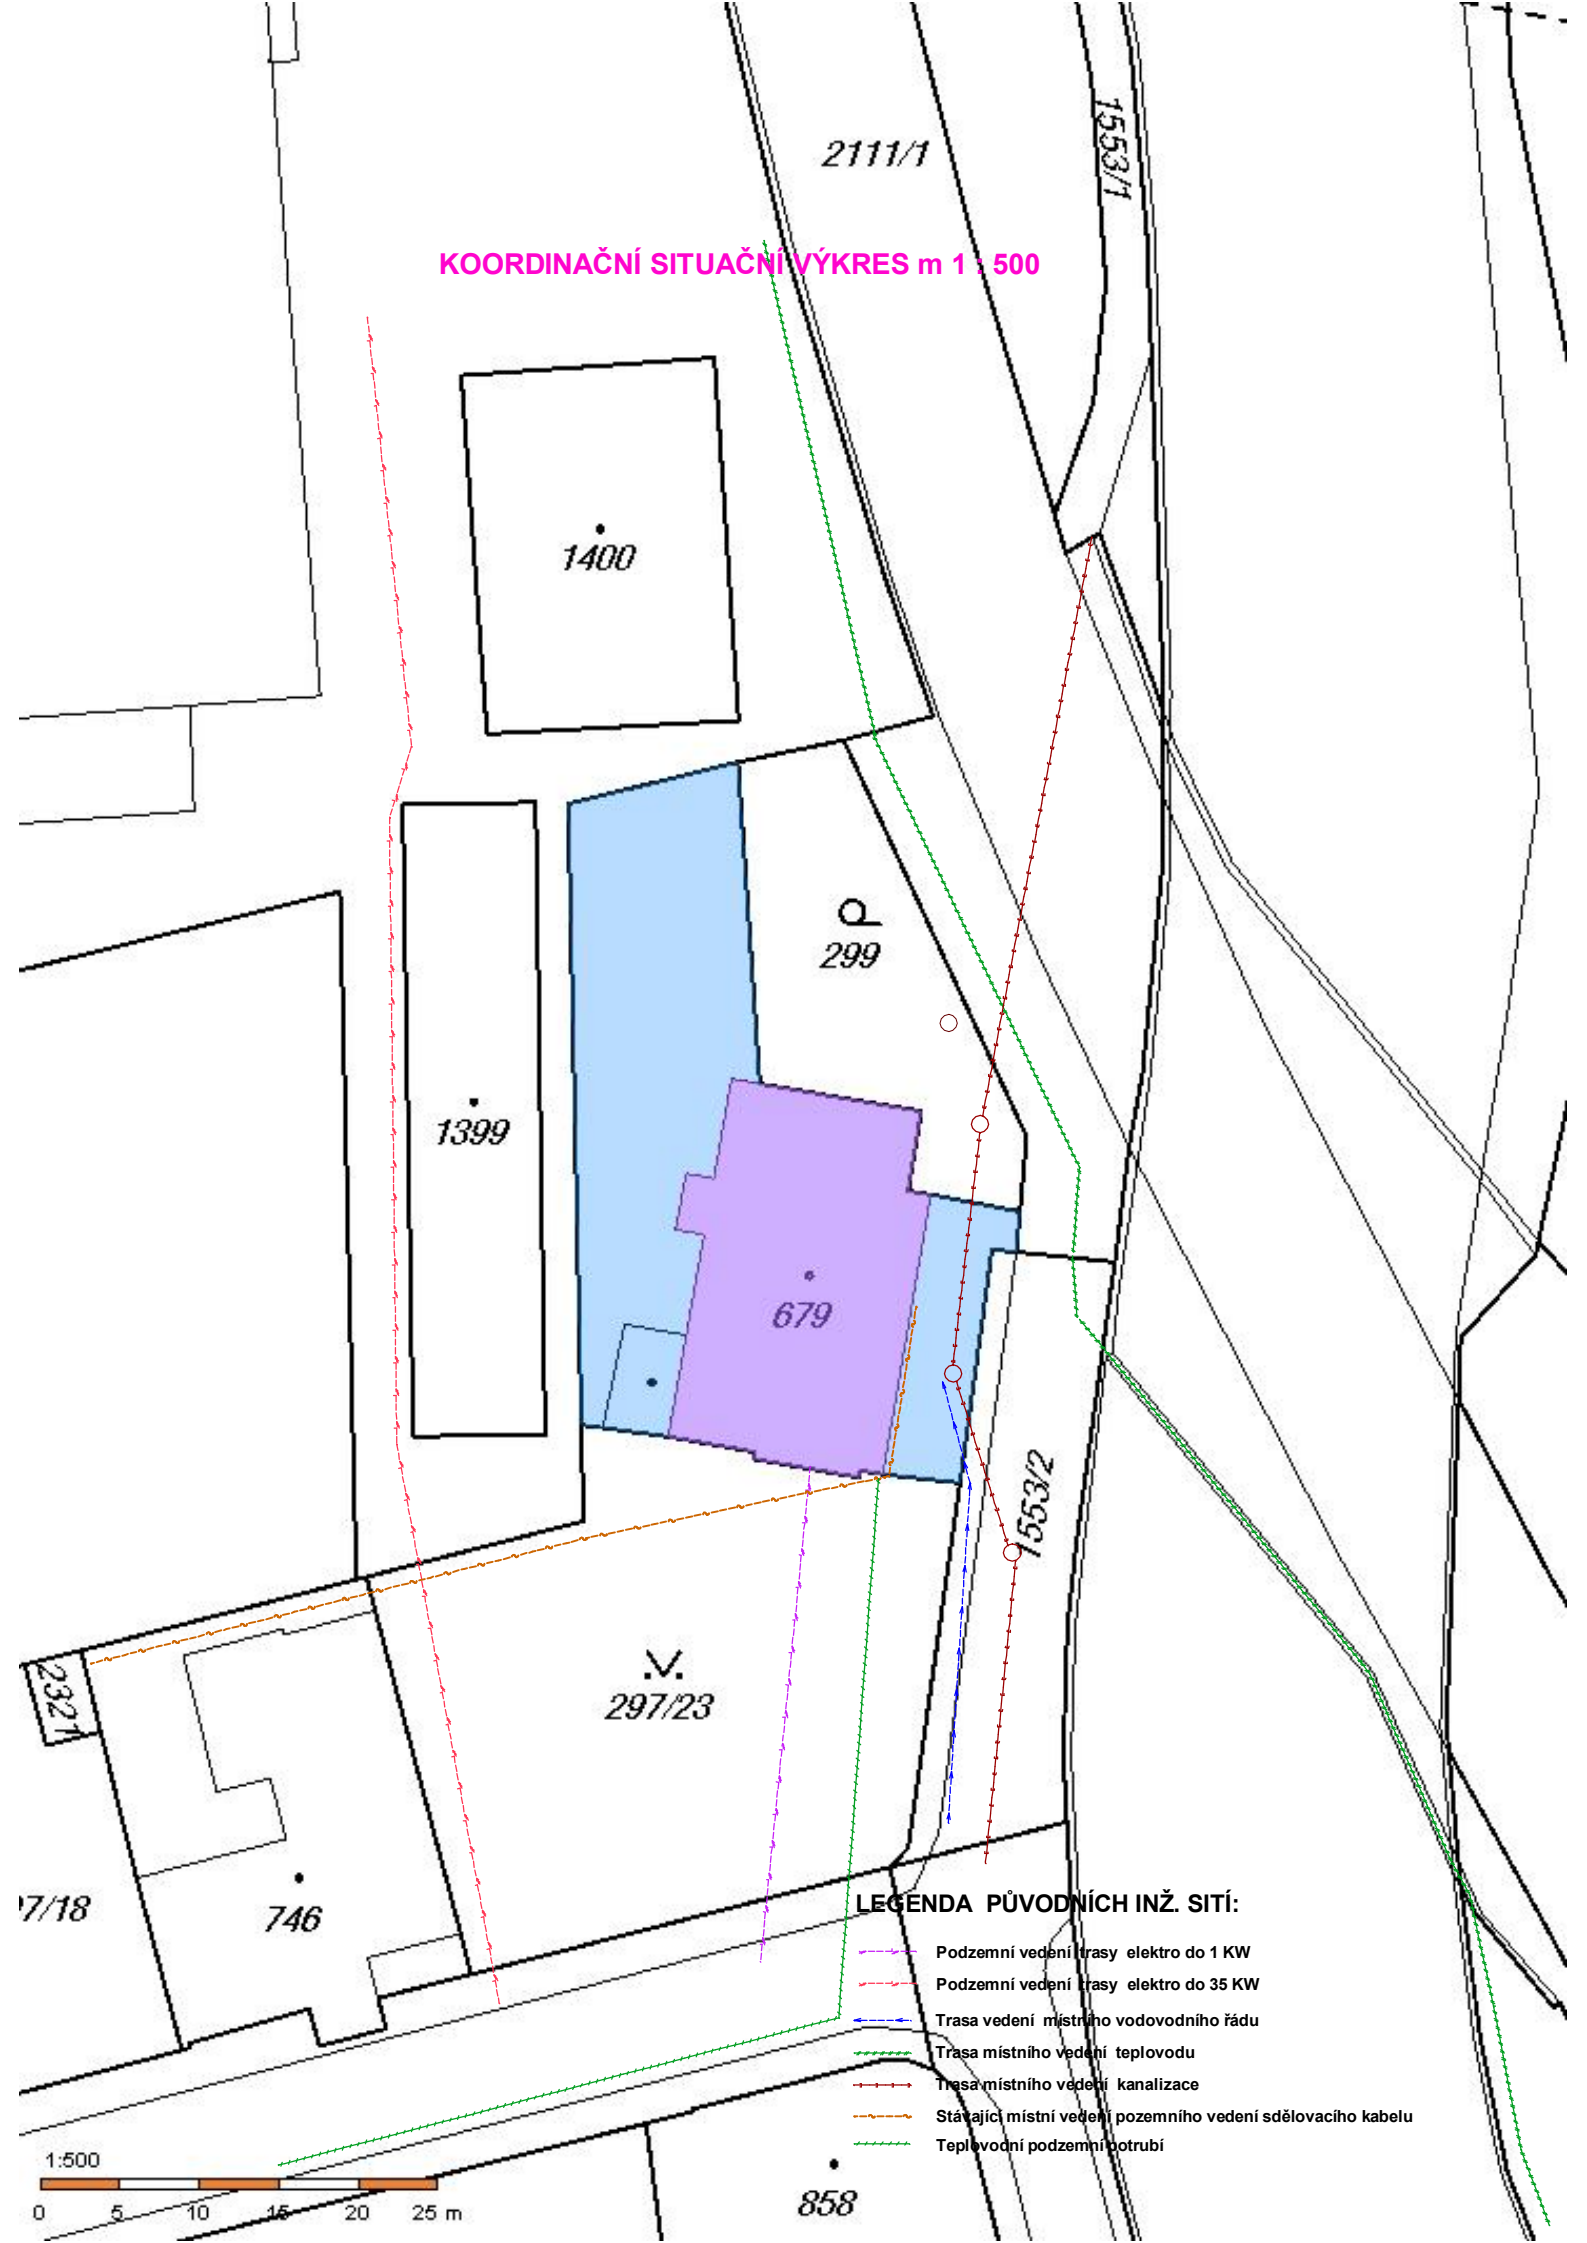 2111/1
1553/1
KOORDINAČNÍ SITUAČNÍ VÝKRES m 1 : 500
1400
299
1399
679
1553/2
2321
297/23
7/18
746
LEGENDA PŮVODNÍCH INŽ. SÍTÍ:
Podzemní vedení trasy elektro do 1 KW
Podzemní vedení trasy elektro do 35 KW
Trasa vedení místního vodovodního řádu
Trasa místního vedení teplovodu
Trasa místního vedení kanalizace
Stávající místní vedení pozemního vedení sdělovacího kabelu
Teplovodní podzemní potrubí
1:500
0 5 10 15 20 25 m
858